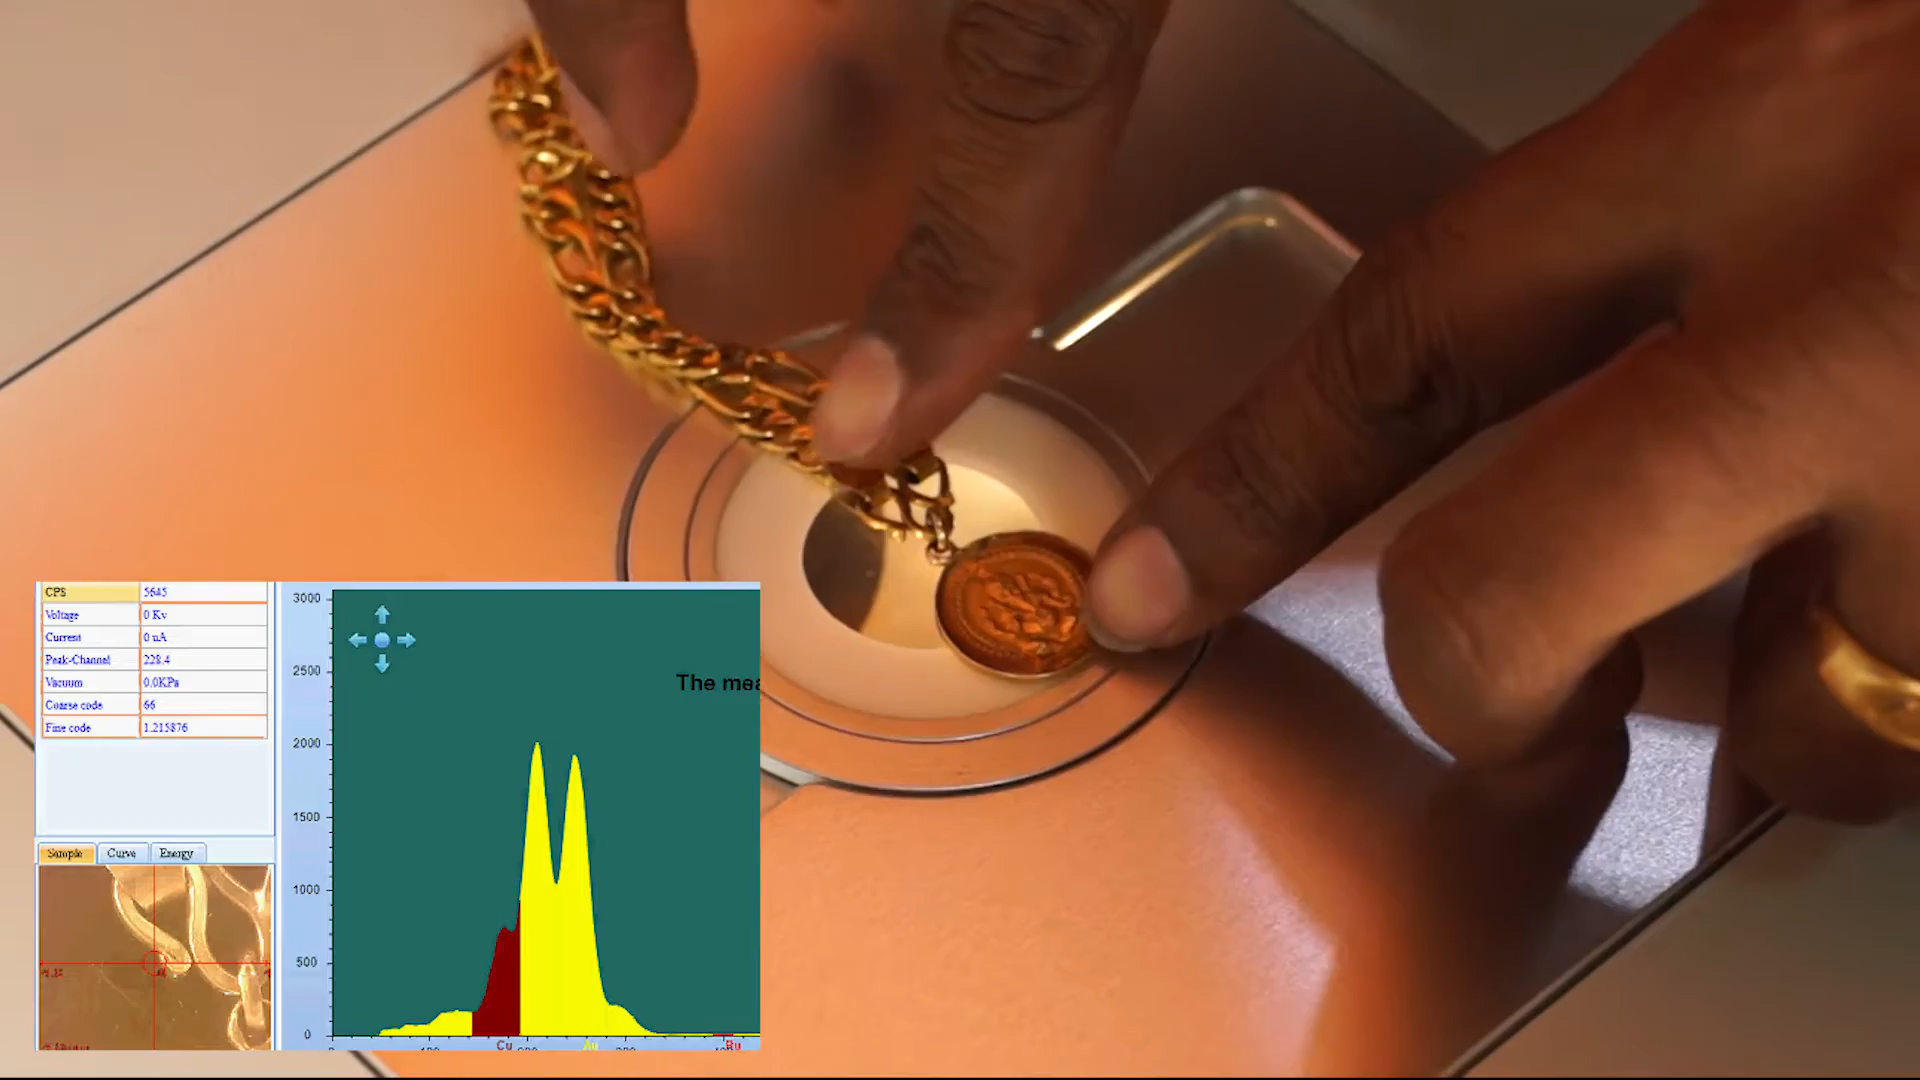 CPS 5645
Voltage 0 Kv
Current 0 uA
Peak-Channel 228.4
Vacuum 0.0KPa
Coarse code 66
Fine code 1.215876
Sample Curve Energy
3000
2500
The mea
2000
1500
1000
500
0
Cu Au Ru